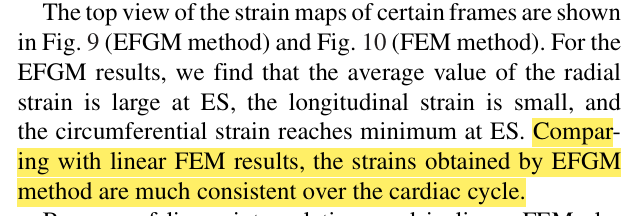 The top view of the strain maps of certain frames are shown
in Fig. 9 (EFGM method) and Fig. 10 (FEM method). For the
EFGM results, we find that the average value of the radial
strain is large at ES, the longitudinal strain is small, and
the circumferential strain reaches minimum at ES. Compar-
ing with linear FEM results, the strains obtained by EFGM
method are much consistent over the cardiac cycle.